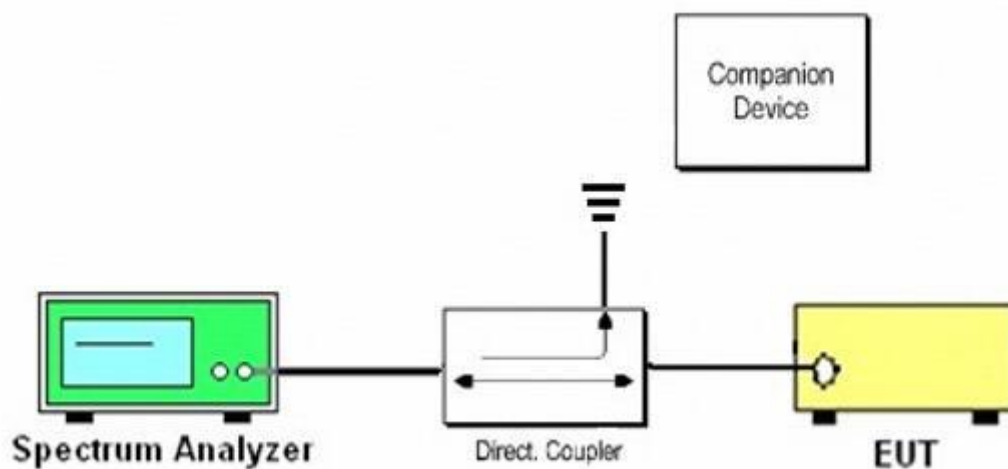 Companion
Device
Spectrum Analyzer
Direct. Coupler
EUT